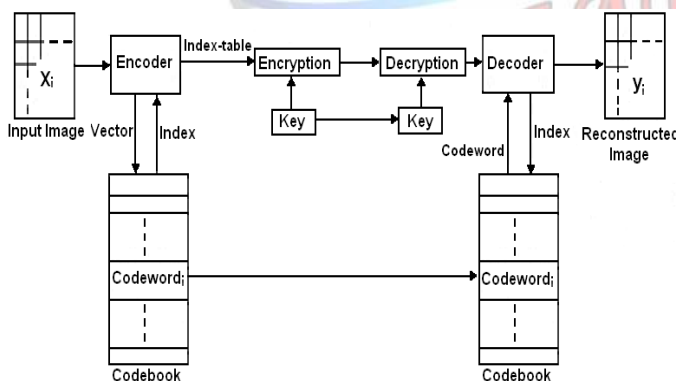 Index-table
Encoder
Encryption
Decryption
Decoder
Xᵢ
yᵢ
Input Image
Vector
Index
Key
Key
Codeword
Index
Reconstructed
Image
Codewordᵢ
Codewordᵢ
Codebook
Codebook